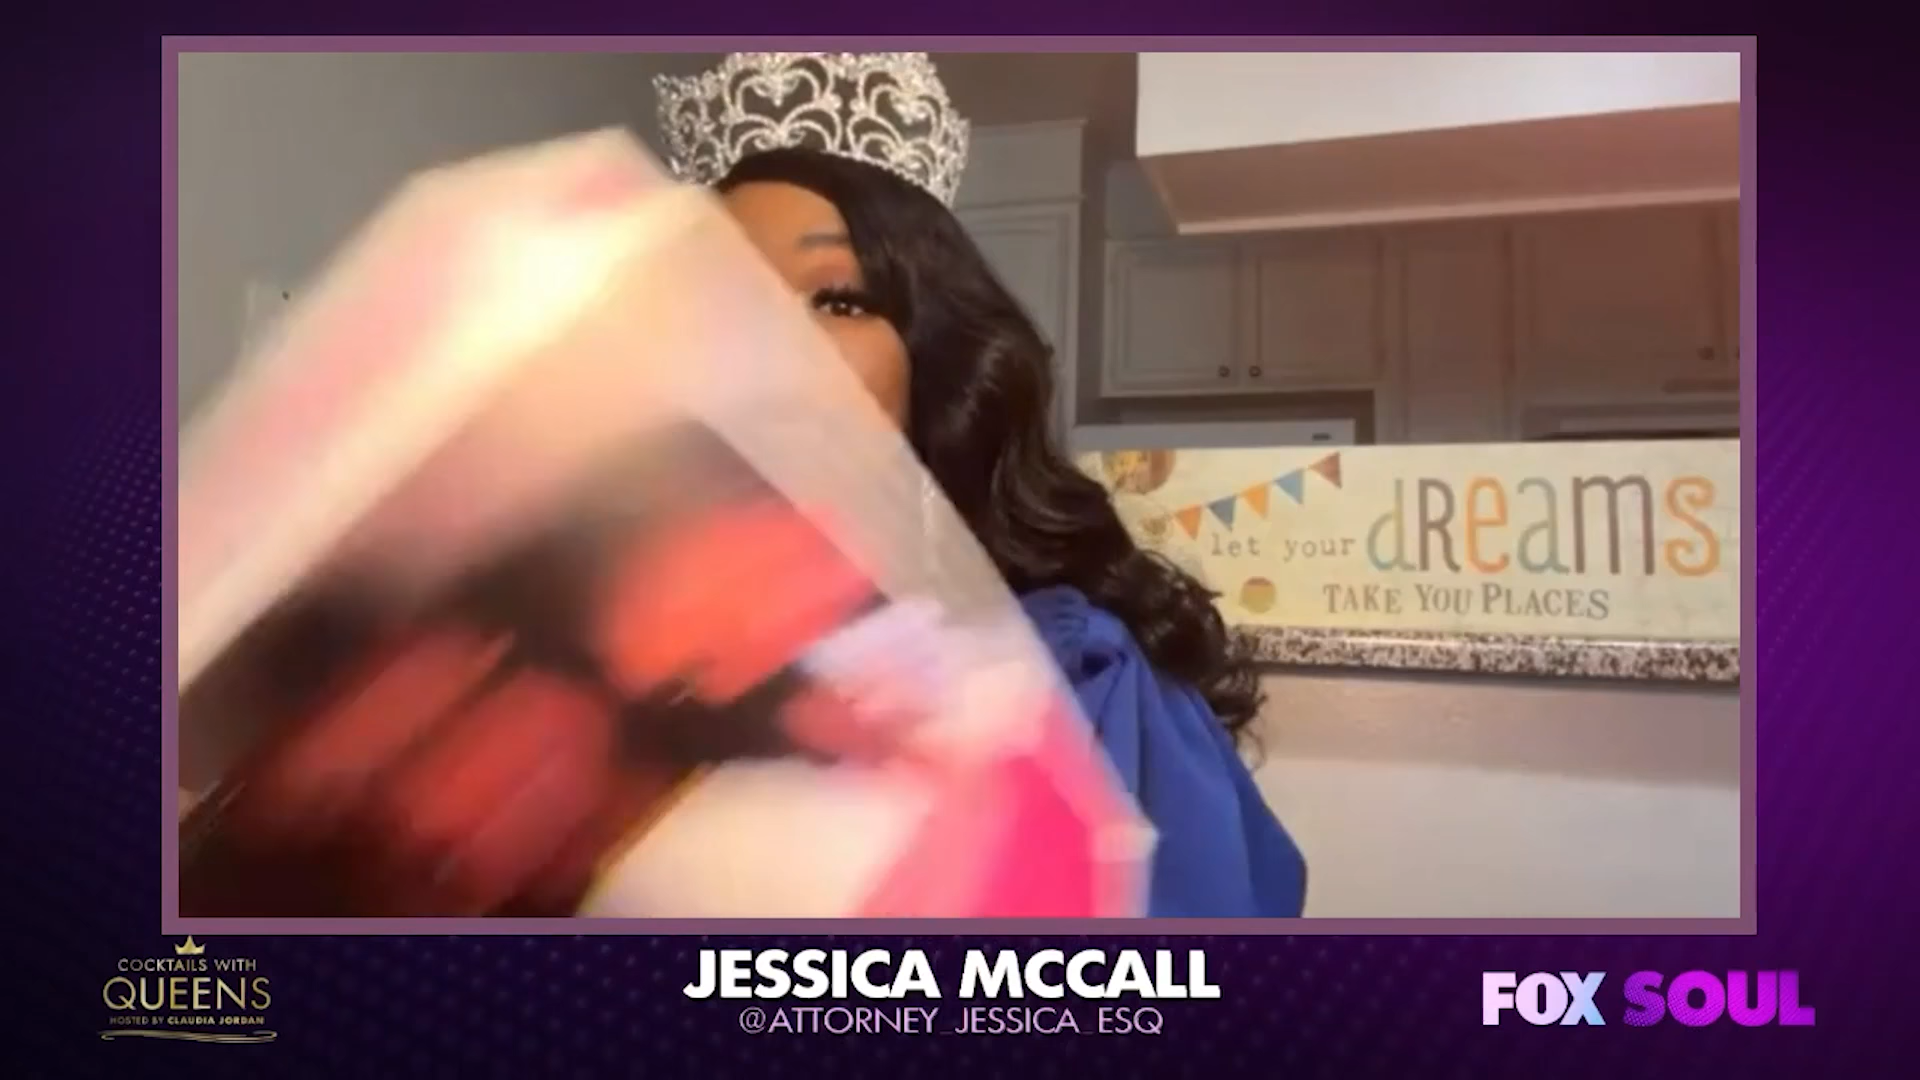 let your dREamS
TAKE YOU PLACES
COCKTAILS WITH
QUEENS
HOSTED BY CLAUDIA JORDAN
JESSICA MCCALL
@ATTORNEY_JESSICA_ESQ
FOX SOUL